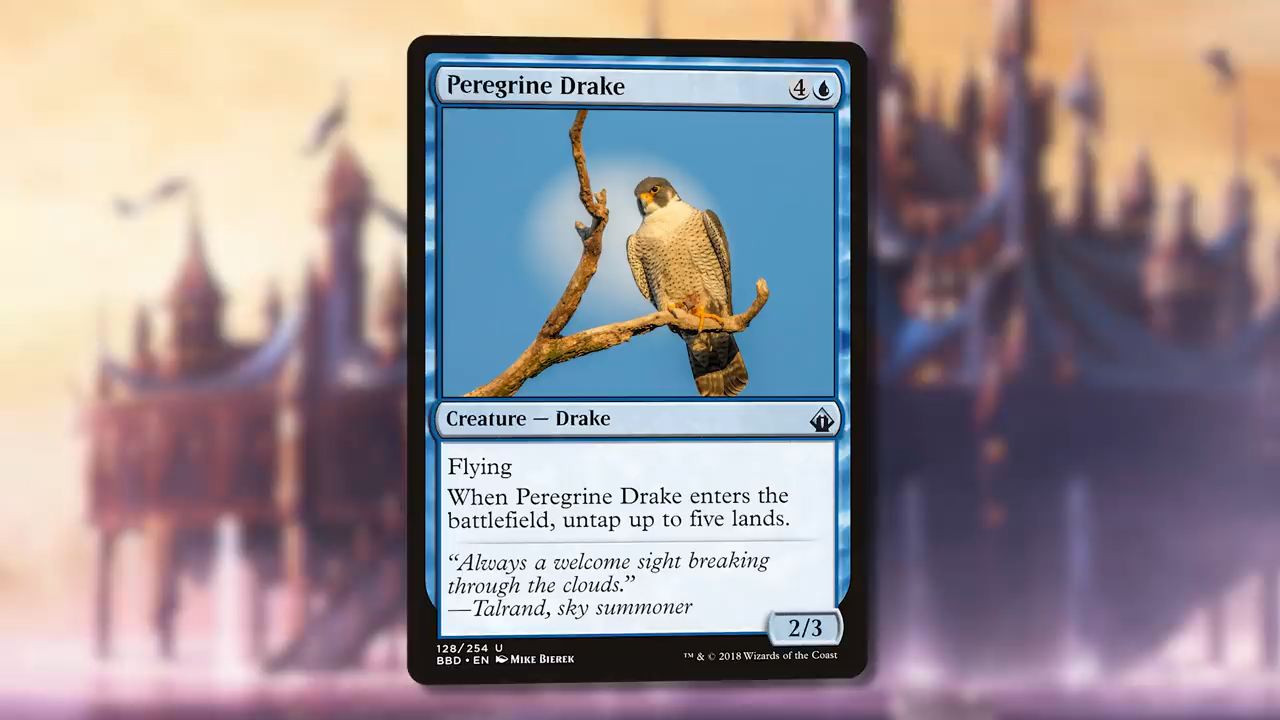 Peregrine Drake
4
Creature — Drake
Flying
When Peregrine Drake enters the
battlefield, untap up to five lands.
“Always a welcome sight breaking
through the clouds.”
—Talrand, sky summoner
2/3
128/254 U
BBD • EN Mike Bierek
™ & © 2018 Wizards of the Coast